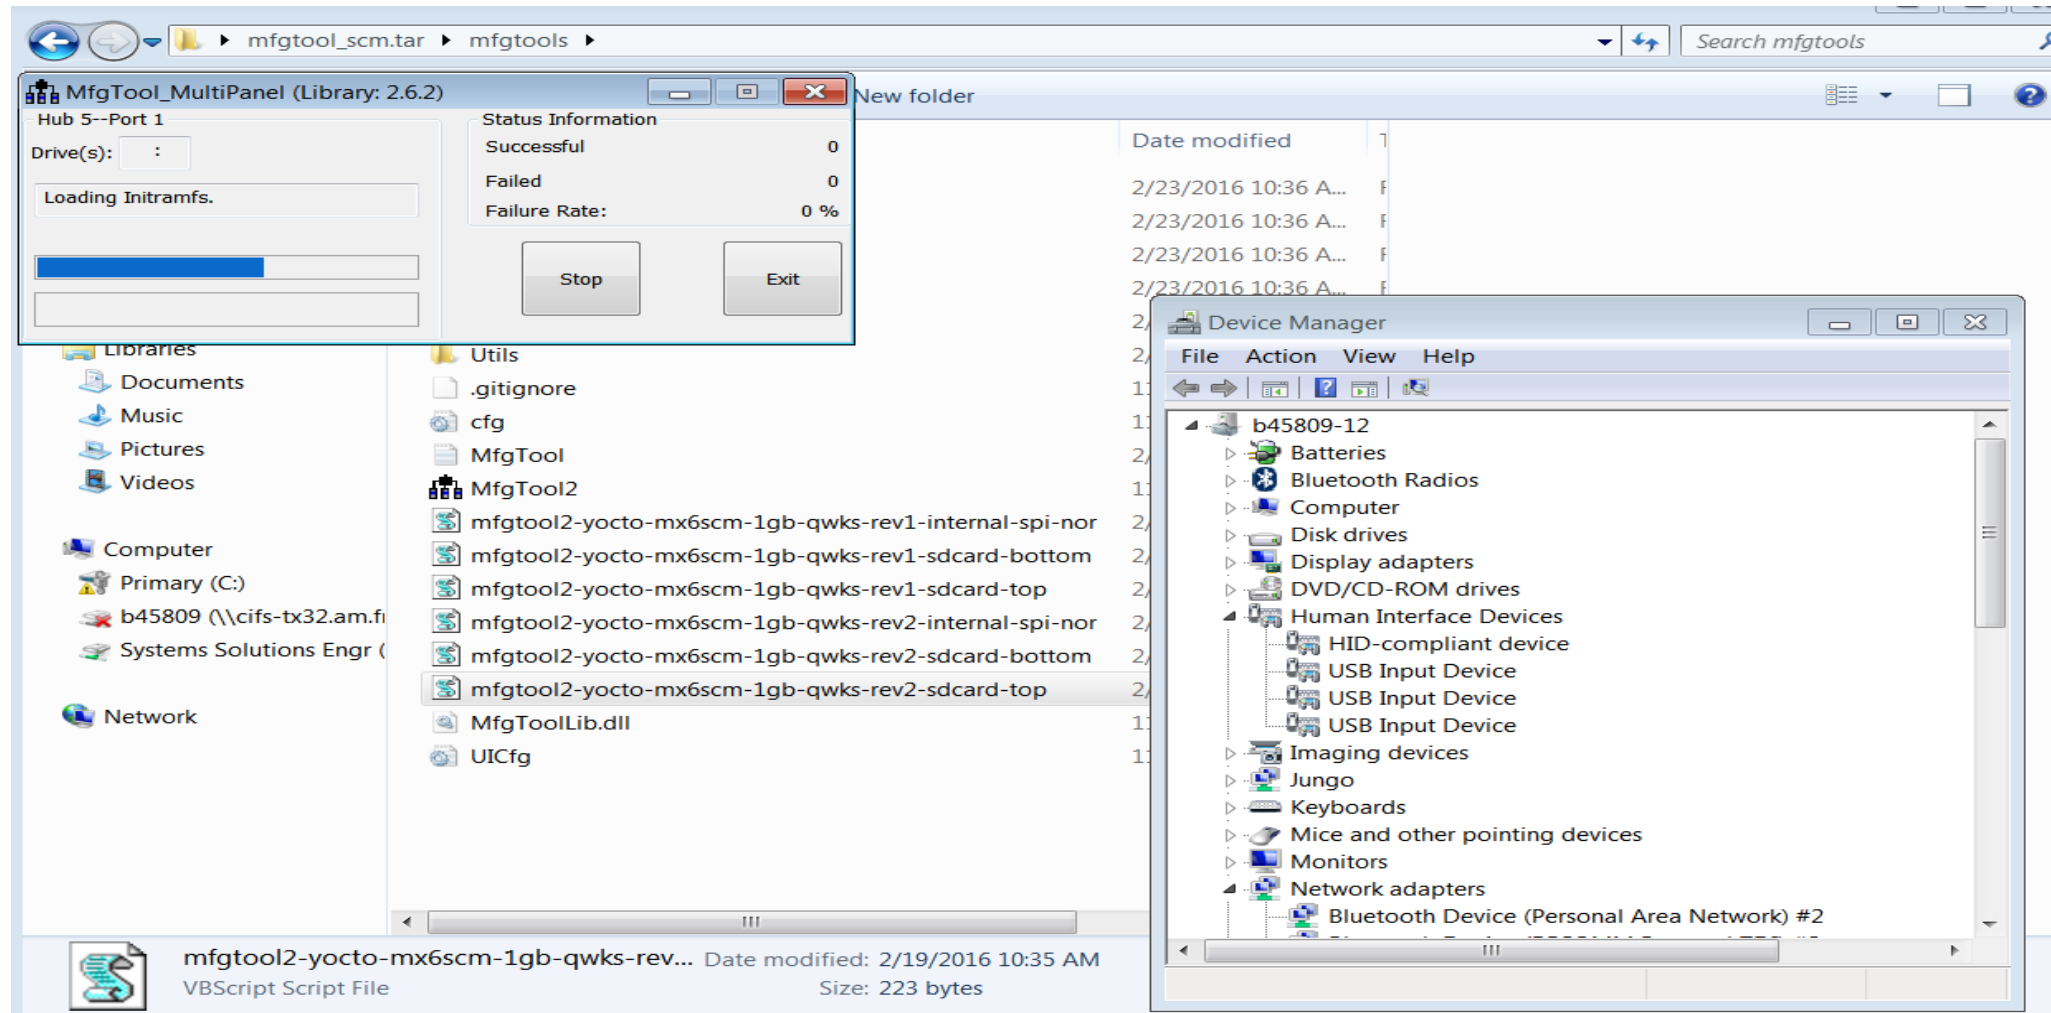 mfgtool_scm.tar mfgtools
Search mfgtools
MfgTool_MultiPanel (Library: 2.6.2)
New folder
Hub 5--Port 1
Drive(s): :
Loading Initramfs.
Status Information
Successful 0
Failed 0
Failure Rate: 0 %
Stop Exit
Date modified
2/23/2016 10:36 A...
2/23/2016 10:36 A...
2/23/2016 10:36 A...
2/23/2016 10:36 A...
Libraries
Documents
Music
Pictures
Videos
Computer
Primary (C:)
b45809 (\\cifs-tx32.am.f
Systems Solutions Engr (
Network
Utils
.gitignore
cfg
MfgTool
MfgTool2
mfgtool2-yocto-mx6scm-1gb-qwks-rev1-internal-spi-nor
mfgtool2-yocto-mx6scm-1gb-qwks-rev1-sdcard-bottom
mfgtool2-yocto-mx6scm-1gb-qwks-rev1-sdcard-top
mfgtool2-yocto-mx6scm-1gb-qwks-rev2-internal-spi-nor
mfgtool2-yocto-mx6scm-1gb-qwks-rev2-sdcard-bottom
mfgtool2-yocto-mx6scm-1gb-qwks-rev2-sdcard-top
MfgToolLib.dll
UICfg
Device Manager
File Action View Help
b45809-12
Batteries
Bluetooth Radios
Computer
Disk drives
Display adapters
DVD/CD-ROM drives
Human Interface Devices
HID-compliant device
USB Input Device
USB Input Device
USB Input Device
Imaging devices
Jungo
Keyboards
Mice and other pointing devices
Monitors
Network adapters
Bluetooth Device (Personal Area Network) #2
mfgtool2-yocto-mx6scm-1gb-qwks-rev... Date modified: 2/19/2016 10:35 AM
VBScript Script File Size: 223 bytes